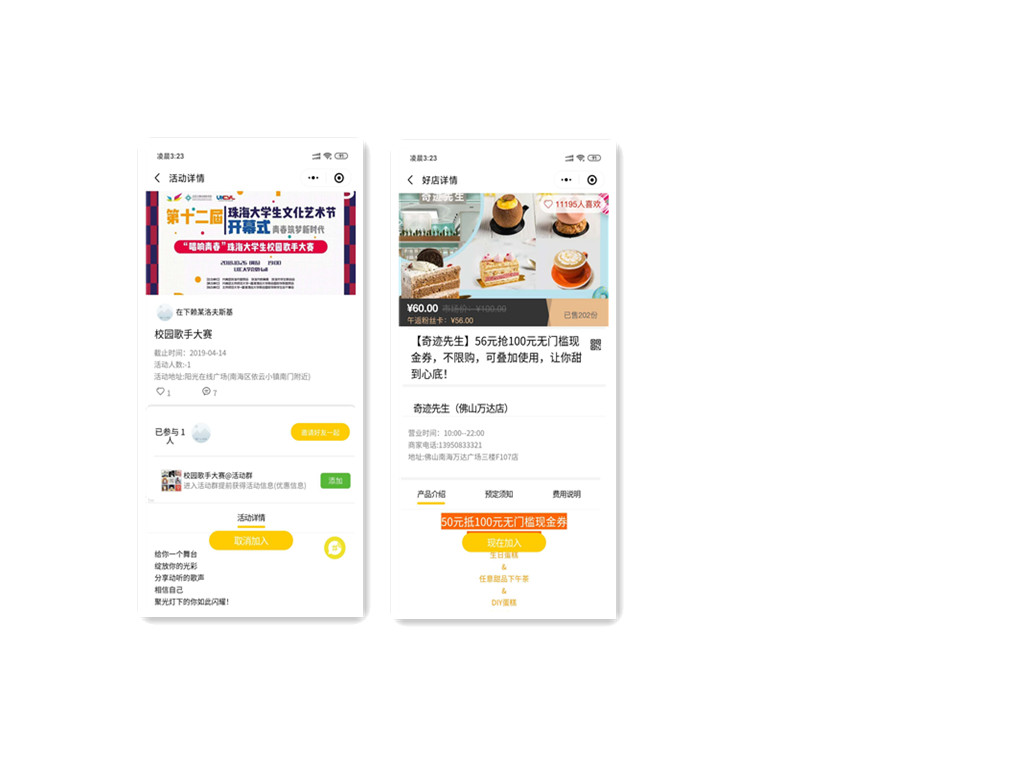 凌晨3:23
活动详情
第十二届
珠海大学生文化艺术节
开幕式 青春筑梦新时代
“唱响青春”珠海大学生校园歌手大赛
在下赖某洛夫斯基
校园歌手大赛
截止时间：2019-04-14
活动人数:-1
活动地址:阳光在线广场(南海区依云小镇南门附近)
1
7
已参与 1
人
邀请好友一起
校园歌手大赛@活动群
进入活动群提前获得活动信息(优惠信息)
添加
活动详情
取消加入
给你一个舞台
绽放你的光彩
分享动听的歌声
相信自己
聚光灯下的你如此闪耀！
凌晨3:23
好店详情
奇迹先生
11195人喜欢
¥60.00 市场价：¥100.00
午逅粉丝卡：¥56.00
已售202份
【奇迹先生】56元抢100元无门槛现
金券，不限购，可叠加使用，让你甜
到心底！
奇迹先生（佛山万达店）
营业时间：10:00--22:00
商家电话:13950833321
地址:佛山南海万达广场三楼F107店
产品介绍
预定须知
费用说明
50元抵100元无门槛现金券
现在加入
生日蛋糕
&
任意甜品下午茶
&
DIY蛋糕